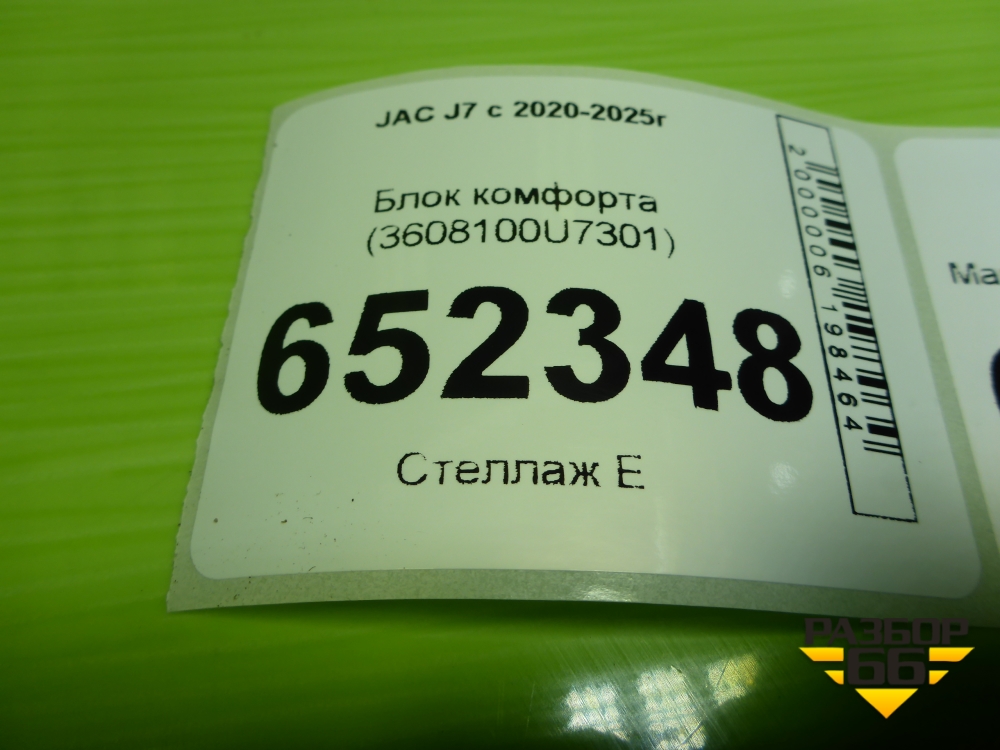 JAC J7 с 2020-2025г
Блок комфорта
(3608100U7301)
652348
Стеллаж Е
2000006198464
Ма
РАЗБОР
66